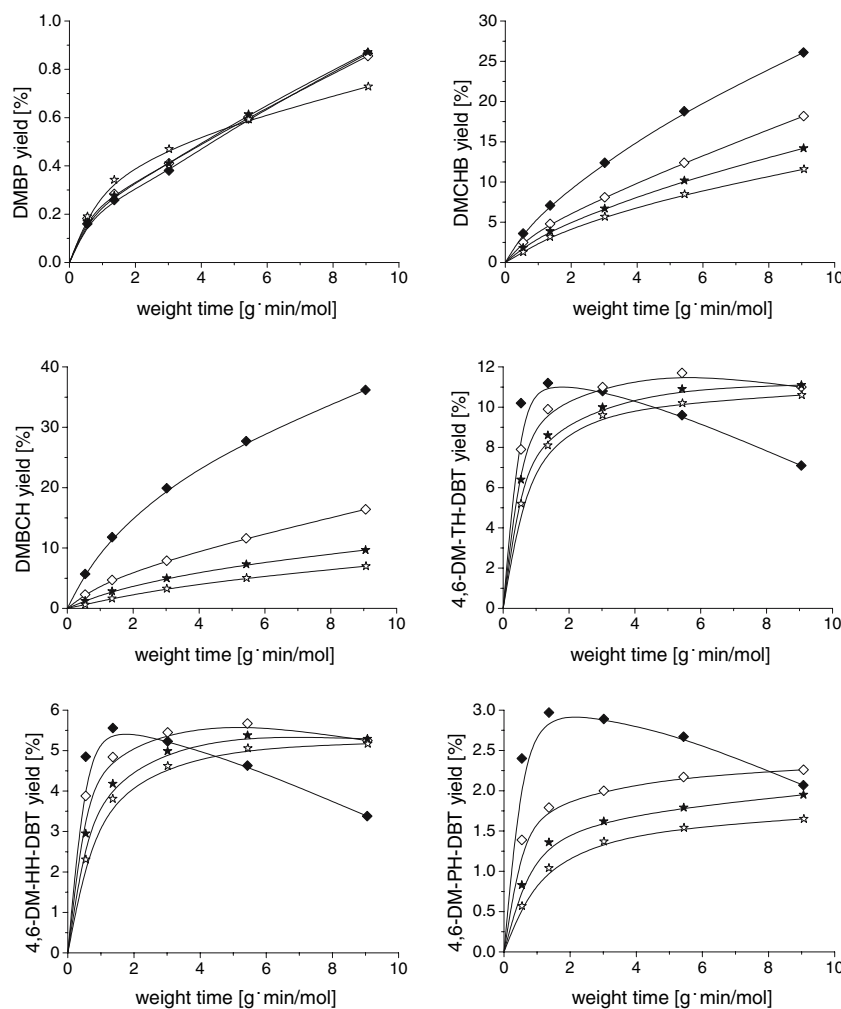 DMBP yield [%]
1.0
0.8
0.6
0.4
0.2
0.0
0 2 4 6 8 10
weight time [g·min/mol]
DMCHB yield [%]
30
25
20
15
10
5
0
0 2 4 6 8 10
weight time [g·min/mol]
DMBCH yield [%]
40
30
20
10
0
0 2 4 6 8 10
weight time [g·min/mol]
4,6-DM-TH-DBT yield [%]
12
10
8
6
4
2
0
0 2 4 6 8 10
weight time [g·min/mol]
4,6-DM-HH-DBT yield [%]
6
5
4
3
2
1
0
0 2 4 6 8 10
weight time [g·min/mol]
4,6-DM-PH-DBT yield [%]
3.0
2.5
2.0
1.5
1.0
0.5
0.0
0 2 4 6 8 10
weight time [g·min/mol]